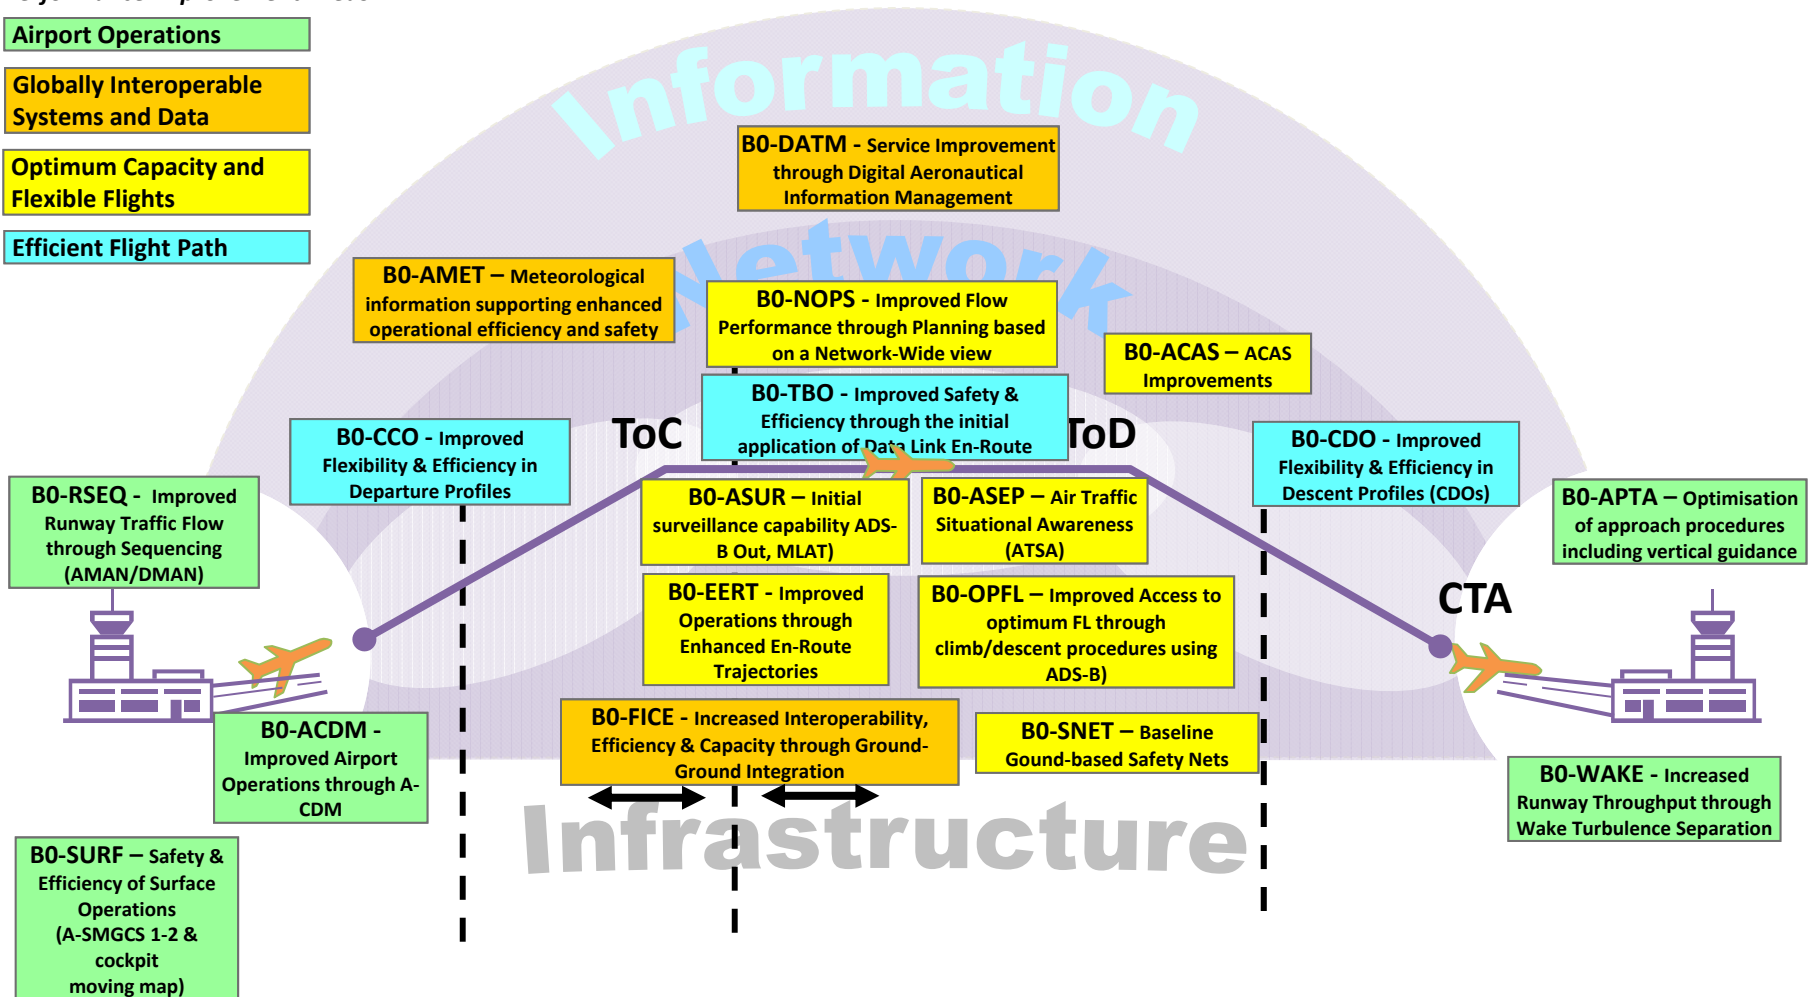 Airport Operations
Globally Interoperable
Systems and Data
Optimum Capacity and
Flexible Flights
Efficient Flight Path
Information
B0-DATM - Service Improvement
through Digital Aeronautical
Information Management
Network
B0-AMET – Meteorological
information supporting enhanced
operational efficiency and safety
B0-NOPS - Improved Flow
Performance through Planning based
on a Network-Wide view
B0-ACAS – ACAS
Improvements
B0-TBO - Improved Safety &
Efficiency through the initial
application of Data Link En-Route
ToC
ToD
B0-CCO - Improved
Flexibility & Efficiency in
Departure Profiles
B0-CDO - Improved
Flexibility & Efficiency in
Descent Profiles (CDOs)
B0-RSEQ - Improved
Runway Traffic Flow
through Sequencing
(AMAN/DMAN)
B0-ASUR – Initial
surveillance capability ADS-
B Out, MLAT)
B0-ASEP – Air Traffic
Situational Awareness
(ATSA)
B0-APTA – Optimisation
of approach procedures
including vertical guidance
B0-EERT - Improved
Operations through
Enhanced En-Route
Trajectories
B0-OPFL – Improved Access to
optimum FL through
climb/descent procedures using
ADS-B)
CTA
B0-ACDM -
Improved Airport
Operations through A-
CDM
B0-FICE - Increased Interoperability,
Efficiency & Capacity through Ground-
Ground Integration
B0-SNET – Baseline
Gound-based Safety Nets
B0-WAKE - Increased
Runway Throughput through
Wake Turbulence Separation
Infrastructure
B0-SURF – Safety &
Efficiency of Surface
Operations
(A-SMGCS 1-2 &
cockpit
moving map)